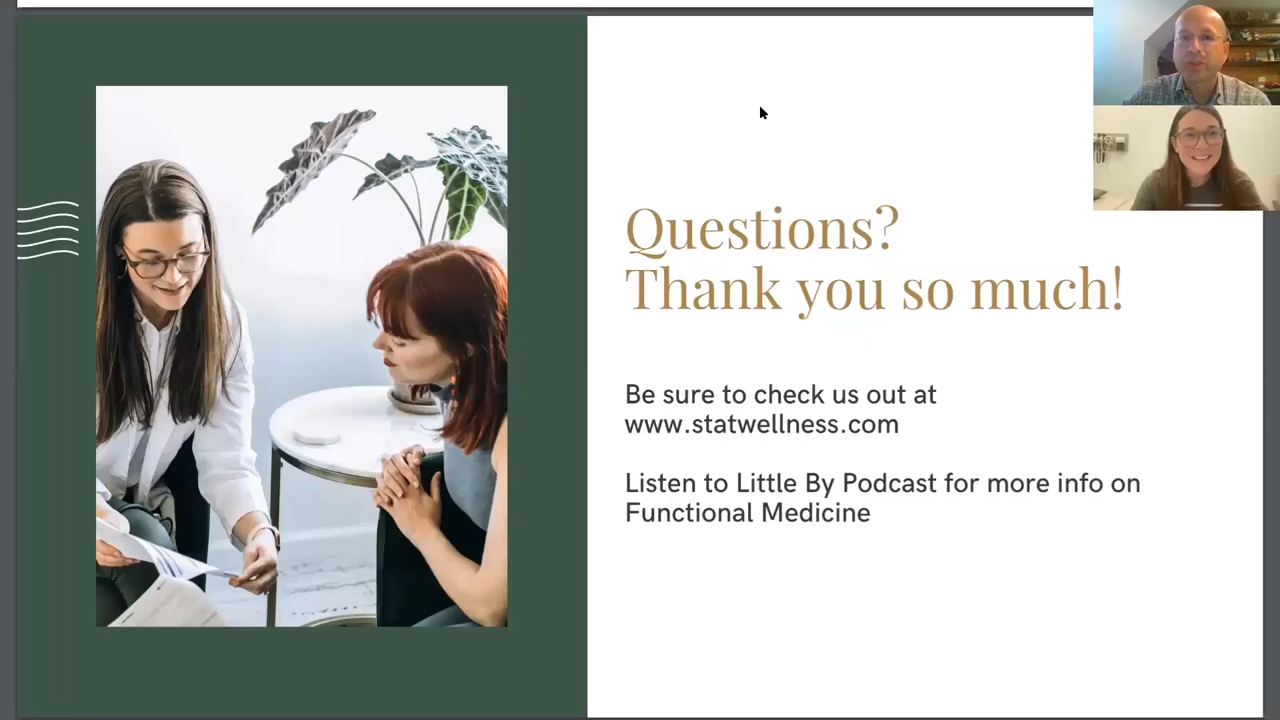 Questions?
Thank you so much!
Be sure to check us out at
www.statwellness.com
Listen to Little By Podcast for more info on
Functional Medicine